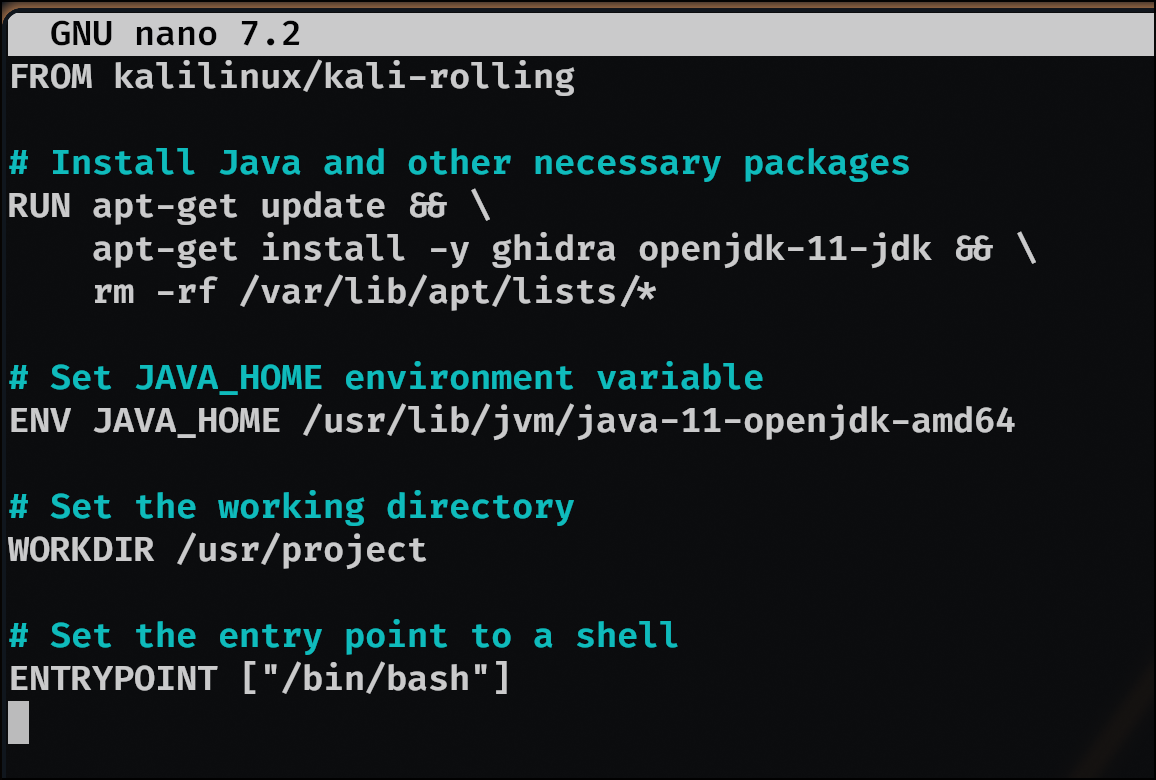 GNU nano 7.2
FROM kalilinux/kali-rolling
# Install Java and other necessary packages
RUN apt-get update && \
    apt-get install -y ghidra openjdk-11-jdk && \
    rm -rf /var/lib/apt/lists/*
# Set JAVA_HOME environment variable
ENV JAVA_HOME /usr/lib/jvm/java-11-openjdk-amd64
# Set the working directory
WORKDIR /usr/project
# Set the entry point to a shell
ENTRYPOINT ["/bin/bash"]